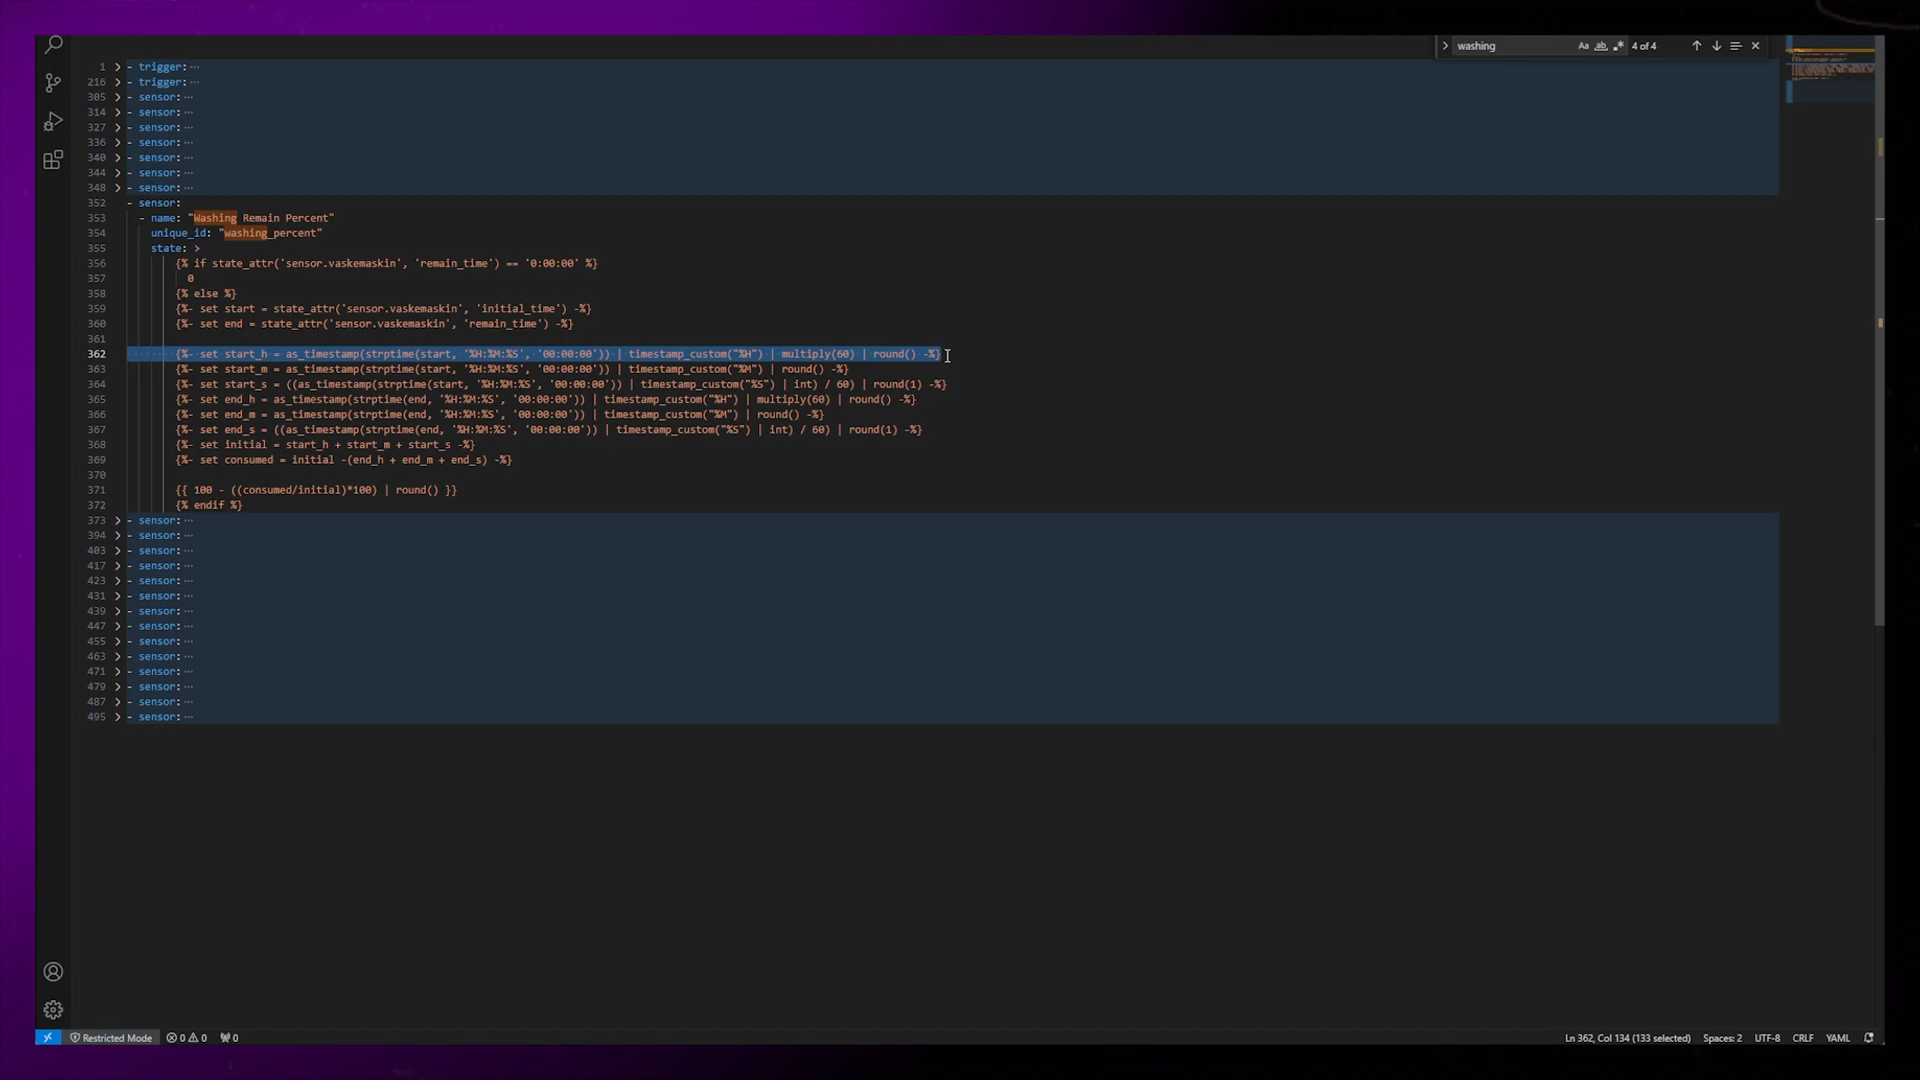 washing
Aa ab .* 4 of 4
1 - trigger: ···
216 - trigger: ···
305 - sensor: ···
314 - sensor: ···
327 - sensor: ···
336 - sensor: ···
340 - sensor: ···
344 - sensor: ···
348 - sensor: ···
352 - sensor:
353 - name: "Washing Remain Percent"
354 unique_id: "washing_percent"
355 state: >
356 {% if state_attr('sensor.vaskemaskin', 'remain_time') == '0:00:00' %}
357 0
358 {% else %}
359 {%- set start = state_attr('sensor.vaskemaskin', 'initial_time') -%}
360 {%- set end = state_attr('sensor.vaskemaskin', 'remain_time') -%}
361
362 {%- set start_h = as_timestamp(strptime(start, '%H:%M:%S', '00:00:00')) | timestamp_custom("%H") | multiply(60) | round() -%}
363 {%- set start_m = as_timestamp(strptime(start, '%H:%M:%S', '00:00:00')) | timestamp_custom("%M") | round() -%}
364 {%- set start_s = ((as_timestamp(strptime(start, '%H:%M:%S', '00:00:00')) | timestamp_custom("%S") | int) / 60) | round(1) -%}
365 {%- set end_h = as_timestamp(strptime(end, '%H:%M:%S', '00:00:00')) | timestamp_custom("%H") | multiply(60) | round() -%}
366 {%- set end_m = as_timestamp(strptime(end, '%H:%M:%S', '00:00:00')) | timestamp_custom("%M") | round() -%}
367 {%- set end_s = ((as_timestamp(strptime(end, '%H:%M:%S', '00:00:00')) | timestamp_custom("%S") | int) / 60) | round(1) -%}
368 {%- set initial = start_h + start_m + start_s -%}
369 {%- set consumed = initial -(end_h + end_m + end_s) -%}
370
371 {{ 100 - ((consumed/initial)*100) | round() }}
372 {% endif %}
373 - sensor: ···
394 - sensor: ···
403 - sensor: ···
417 - sensor: ···
423 - sensor: ···
431 - sensor: ···
439 - sensor: ···
447 - sensor: ···
455 - sensor: ···
463 - sensor: ···
471 - sensor: ···
479 - sensor: ···
487 - sensor: ···
495 - sensor: ···
Restricted Mode 0 0 0 Ln 362, Col 134 (133 selected) Spaces: 2 UTF-8 CRLF YAML